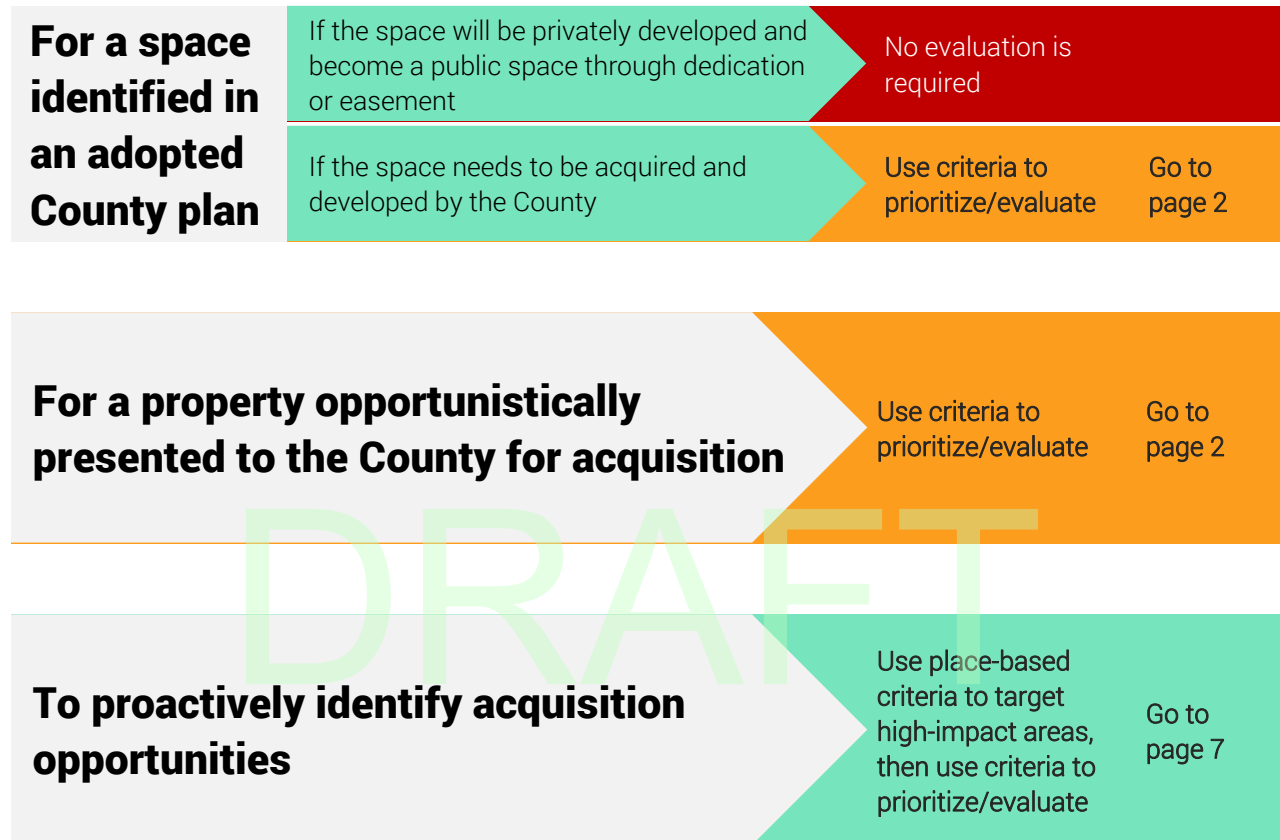 For a space
identified in
an adopted
County plan
If the space will be privately developed and
become a public space through dedication
or easement
No evaluation is
required
If the space needs to be acquired and
developed by the County
Use criteria to
prioritize/evaluate
Go to
page 2
For a property opportunistically
presented to the County for acquisition
Use criteria to
prioritize/evaluate
Go to
page 2
DRAFT
To proactively identify acquisition
opportunities
Use place-based
criteria to target
high-impact areas,
then use criteria to
prioritize/evaluate
Go to
page 7